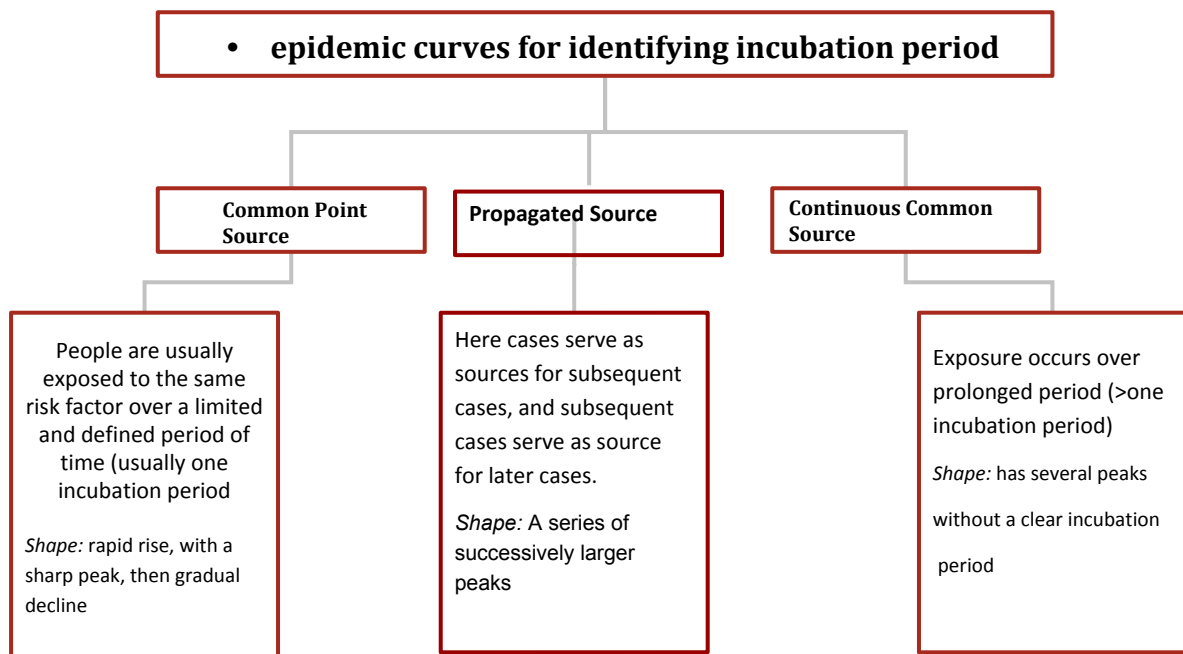 • epidemic curves for identifying incubation period
Common Point
Source
Propagated Source
Continuous Common
Source
People are usually
exposed to the same
risk factor over a limited
and defined period of
time (usually one
incubation period
Shape: rapid rise, with a
sharp peak, then gradual
decline
Here cases serve as
sources for subsequent
cases, and subsequent
cases serve as source
for later cases.
Shape: A series of
successively larger
peaks
Exposure occurs over
prolonged period (>one
incubation period)
Shape: has several peaks
without a clear incubation
period